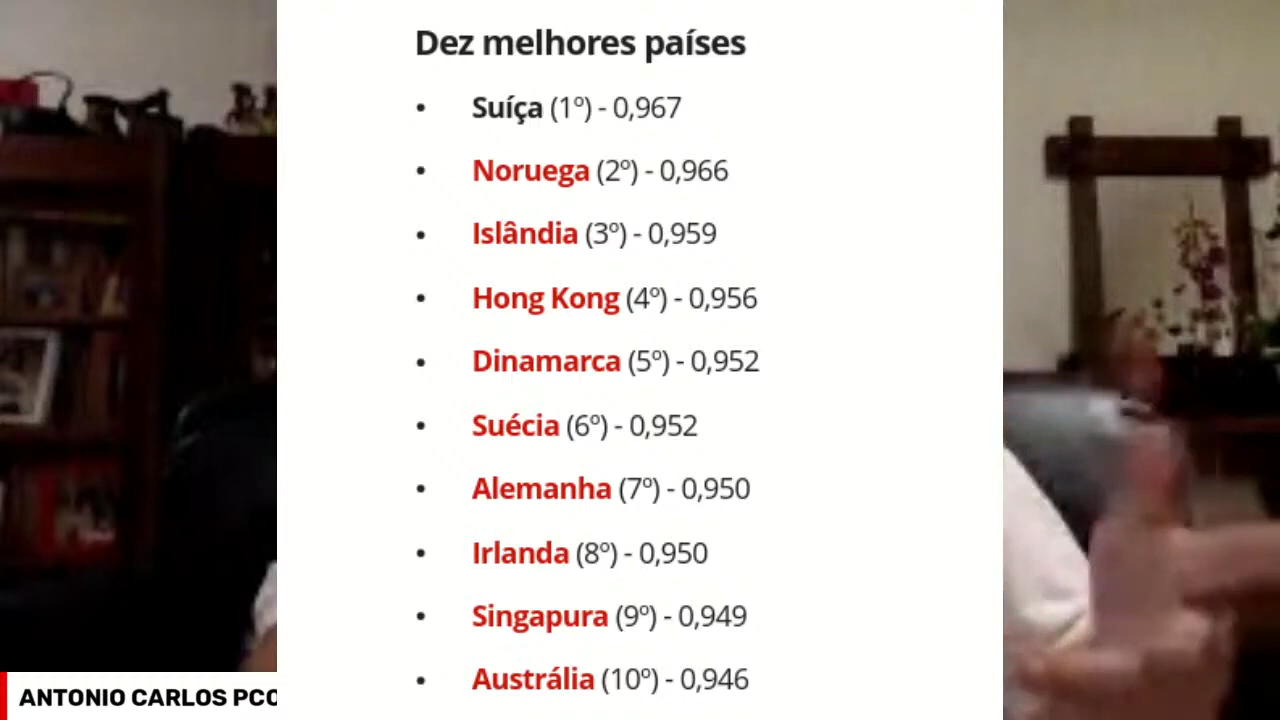 Dez melhores países
• Suíça (1º) - 0,967
• Noruega (2º) - 0,966
• Islândia (3º) - 0,959
• Hong Kong (4º) - 0,956
• Dinamarca (5º) - 0,952
• Suécia (6º) - 0,952
• Alemanha (7º) - 0,950
• Irlanda (8º) - 0,950
• Singapura (9º) - 0,949
• Austrália (10º) - 0,946
ANTONIO CARLOS PCO